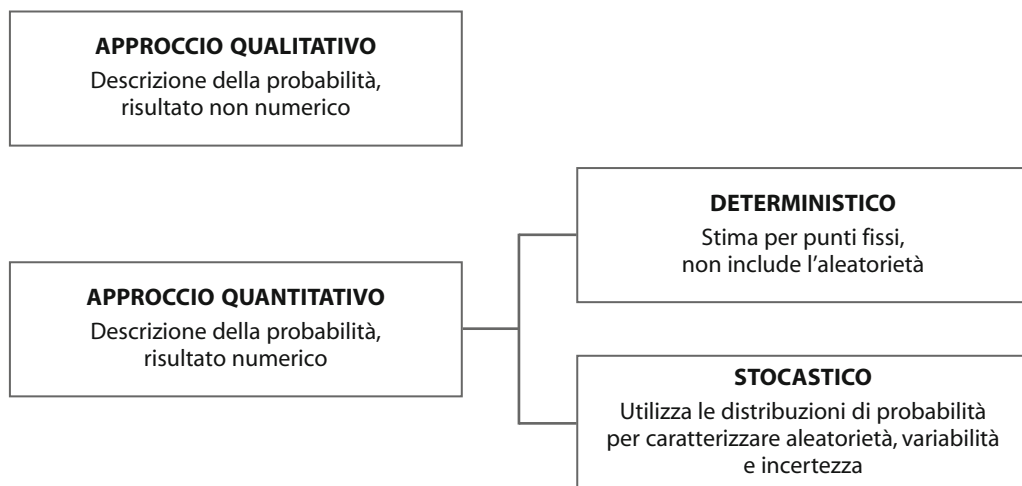 APPROCCIO QUALITATIVO
Descrizione della probabilità,
risultato non numerico
APPROCCIO QUANTITATIVO
Descrizione della probabilità,
risultato numerico
DETERMINISTICO
Stima per punti fissi,
non include l’aleatorietà
STOCASTICO
Utilizza le distribuzioni di probabilità
per caratterizzare aleatorietà, variabilità
e incertezza